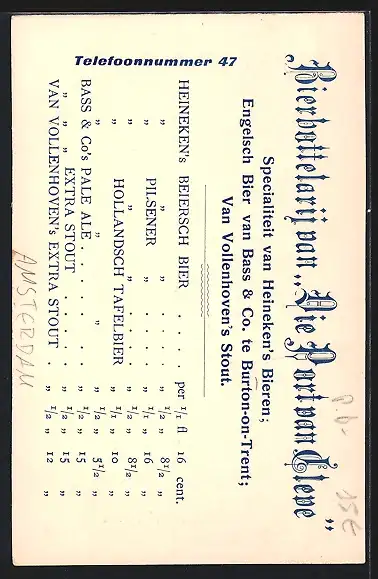 Bierbottelarij van „Die Port van Cleve”
Specialiteit van Heineken's Bieren;
Engelsch Bier van Bass & Co. te Burton-on-Trent;
Van Vollenhoven's Stout.
Telefoonnummer 47
HEINEKEN's BEIERSCH BIER . . . . per 1/1 fl 16 cent.
„ „ „ . . . . „ 1/2 „ 8 1/2 „
„ PILSENER „ . . . . „ 1/1 „ 16 „
„ „ „ . . . . „ 1/2 „ 8 1/2 „
„ HOLLANDSCH TAFELBIER „ 1/1 „ 10 „
„ „ „ „ 1/2 „ 5 1/2 „
BASS & Co's PALE ALE . . . . . „ 1/2 „ 15 „
„ „ EXTRA STOUT . . . . „ 1/2 „ 15 „
VAN VOLLENHOVEN's EXTRA STOUT . „ 1/2 „ 12 „
AMSTERDAM
15€